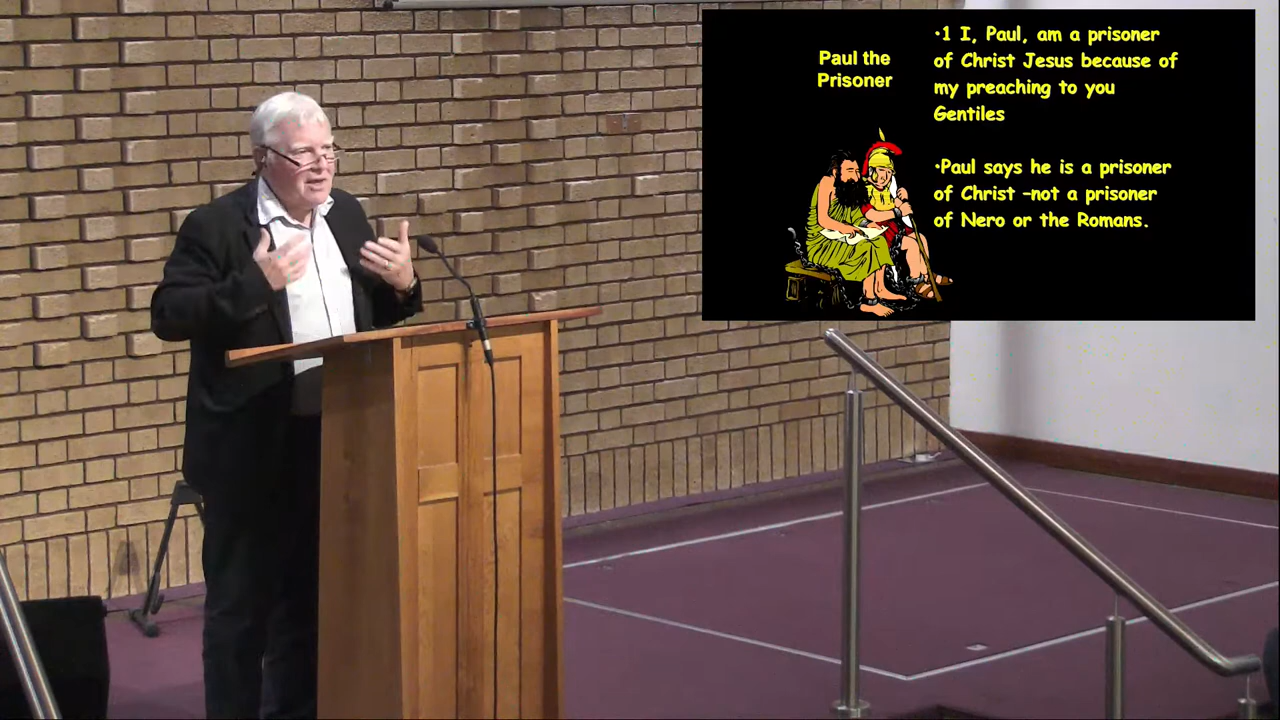 Paul the
Prisoner
•1 I, Paul, am a prisoner
of Christ Jesus because of
my preaching to you
Gentiles
•Paul says he is a prisoner
of Christ –not a prisoner
of Nero or the Romans.